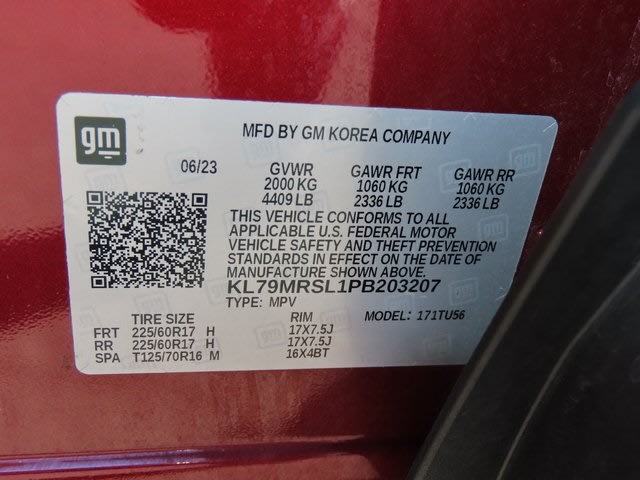 gm
MFD BY GM KOREA COMPANY
06/23 GVWR GAWR FRT GAWR RR
2000 KG 1060 KG 1060 KG
4409 LB 2336 LB 2336 LB
THIS VEHICLE CONFORMS TO ALL
APPLICABLE U.S. FEDERAL MOTOR
VEHICLE SAFETY AND THEFT PREVENTION
STANDARDS IN EFFECT ON THE DATE OF
MANUFACTURE SHOWN ABOVE.
KL79MRSL1PB203207
TYPE: MPV
TIRE SIZE RIM MODEL: 171TU56
FRT 225/60R17 H 17X7.5J
RR 225/60R17 H 17X7.5J
SPA T125/70R16 M 16X4BT